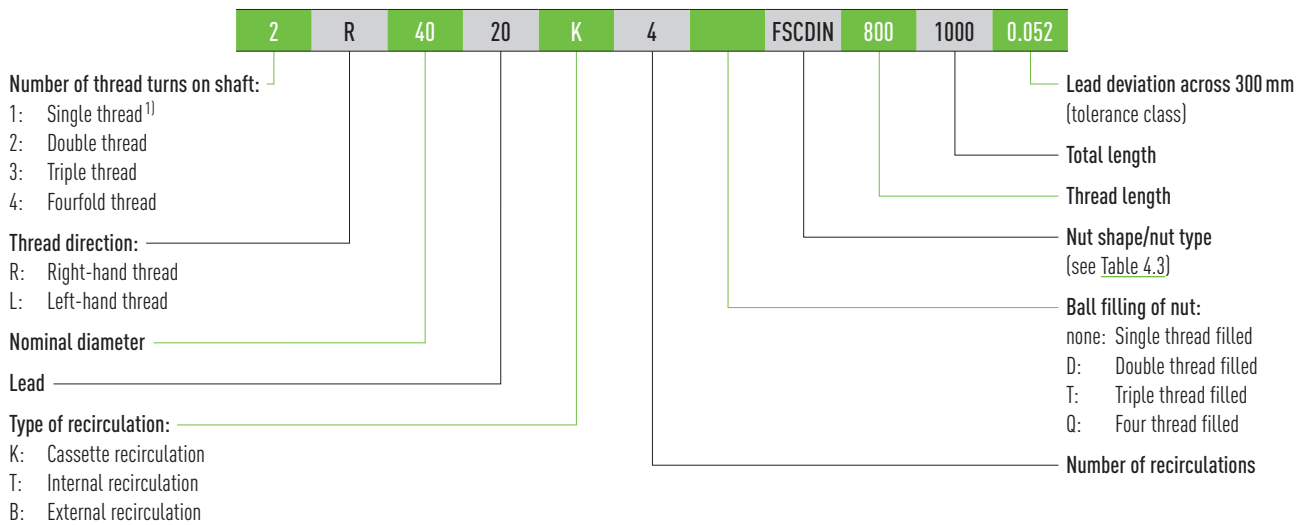 2 R 40 20 K 4 FSCDIN 800 1000 0.052
Number of thread turns on shaft:
1: Single thread 1)
2: Double thread
3: Triple thread
4: Fourfold thread
Thread direction:
R: Right-hand thread
L: Left-hand thread
Nominal diameter
Lead
Type of recirculation:
K: Cassette recirculation
T: Internal recirculation
B: External recirculation
Lead deviation across 300 mm
(tolerance class)
Total length
Thread length
Nut shape/nut type
(see Table 4.3)
Ball filling of nut:
none: Single thread filled
D: Double thread filled
T: Triple thread filled
Q: Four thread filled
Number of recirculations